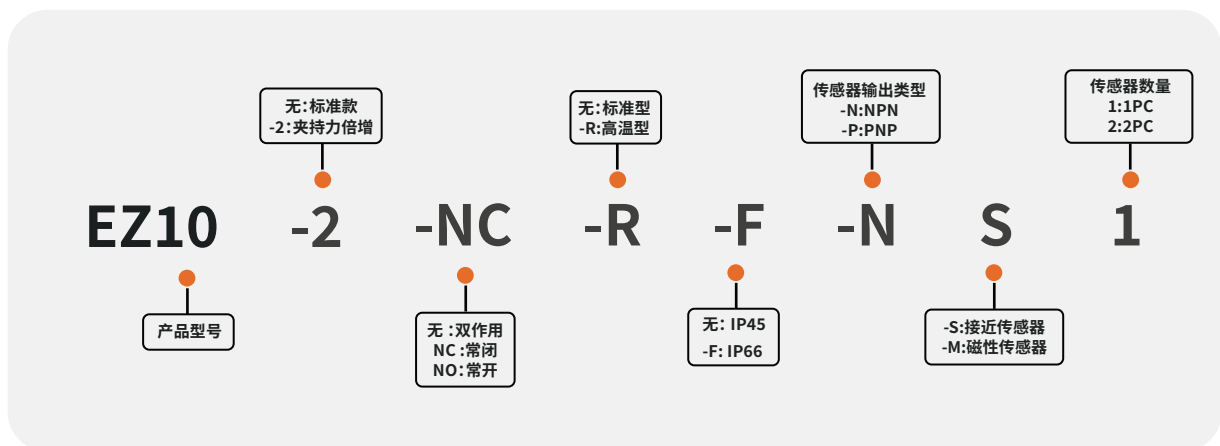 无:标准款
-2:夹持力倍增
无:标准型
-R:高温型
传感器输出类型
-N:NPN
-P:PNP
传感器数量
1:1PC
2:2PC
EZ10 -2 -NC -R -F -N S 1
产品型号
无 :双作用
NC :常闭
NO:常开
无: IP45
-F: IP66
-S:接近传感器
-M:磁性传感器